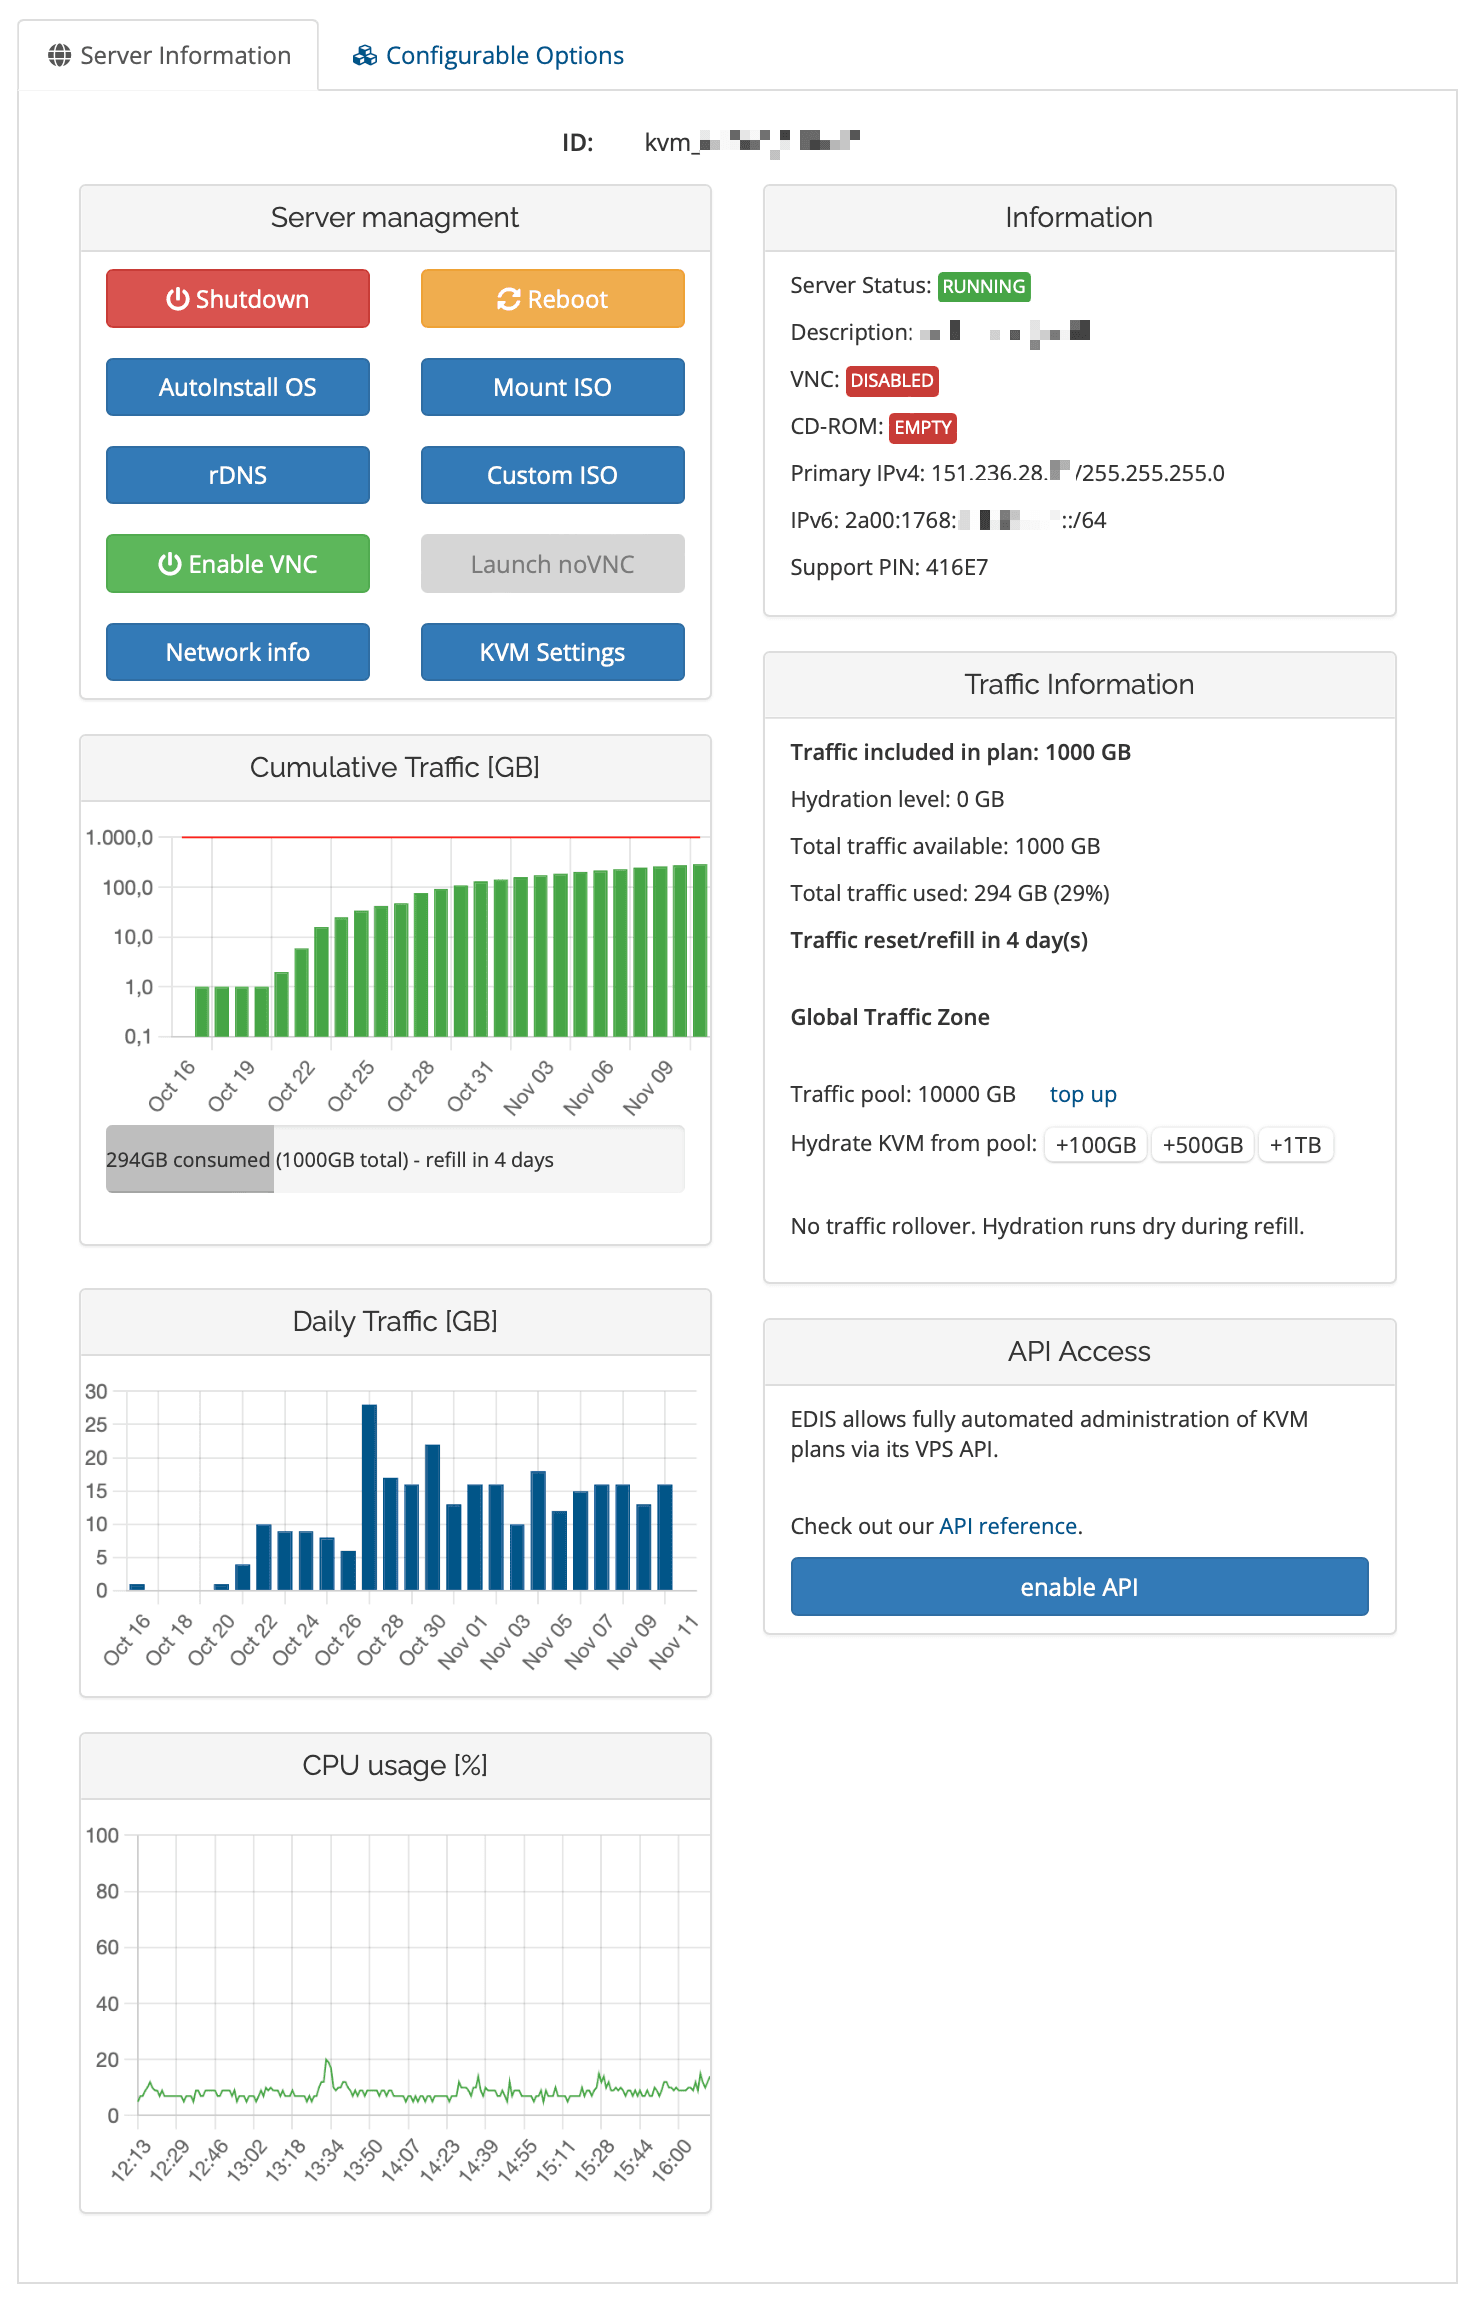 Server Information
Configurable Options
ID: kvm_
Server managment
Shutdown
Reboot
AutoInstall OS
Mount ISO
rDNS
Custom ISO
Enable VNC
Launch noVNC
Network info
KVM Settings
Cumulative Traffic [GB]
1.000,0
100,0
10,0
1,0
0,1
Oct 16
Oct 19
Oct 22
Oct 25
Oct 28
Oct 31
Nov 03
Nov 06
Nov 09
294GB consumed (1000GB total) - refill in 4 days
Daily Traffic [GB]
30
25
20
15
10
5
0
Oct 16
Oct 18
Oct 20
Oct 22
Oct 24
Oct 26
Oct 28
Oct 30
Nov 01
Nov 03
Nov 05
Nov 07
Nov 09
Nov 11
CPU usage [%]
100
80
60
40
20
0
12:13
12:29
12:46
13:02
13:18
13:34
13:50
14:07
14:23
14:39
14:55
15:11
15:28
15:44
16:00
Information
Server Status: RUNNING
Description:
VNC: DISABLED
CD-ROM: EMPTY
Primary IPv4: 151.236.28. /255.255.255.0
IPv6: 2a00:1768: ::/64
Support PIN: 416E7
Traffic Information
Traffic included in plan: 1000 GB
Hydration level: 0 GB
Total traffic available: 1000 GB
Total traffic used: 294 GB (29%)
Traffic reset/refill in 4 day(s)
Global Traffic Zone
Traffic pool: 10000 GB top up
Hydrate KVM from pool: +100GB +500GB +1TB
No traffic rollover. Hydration runs dry during refill.
API Access
EDIS allows fully automated administration of KVM
plans via its VPS API.
Check out our API reference.
enable API